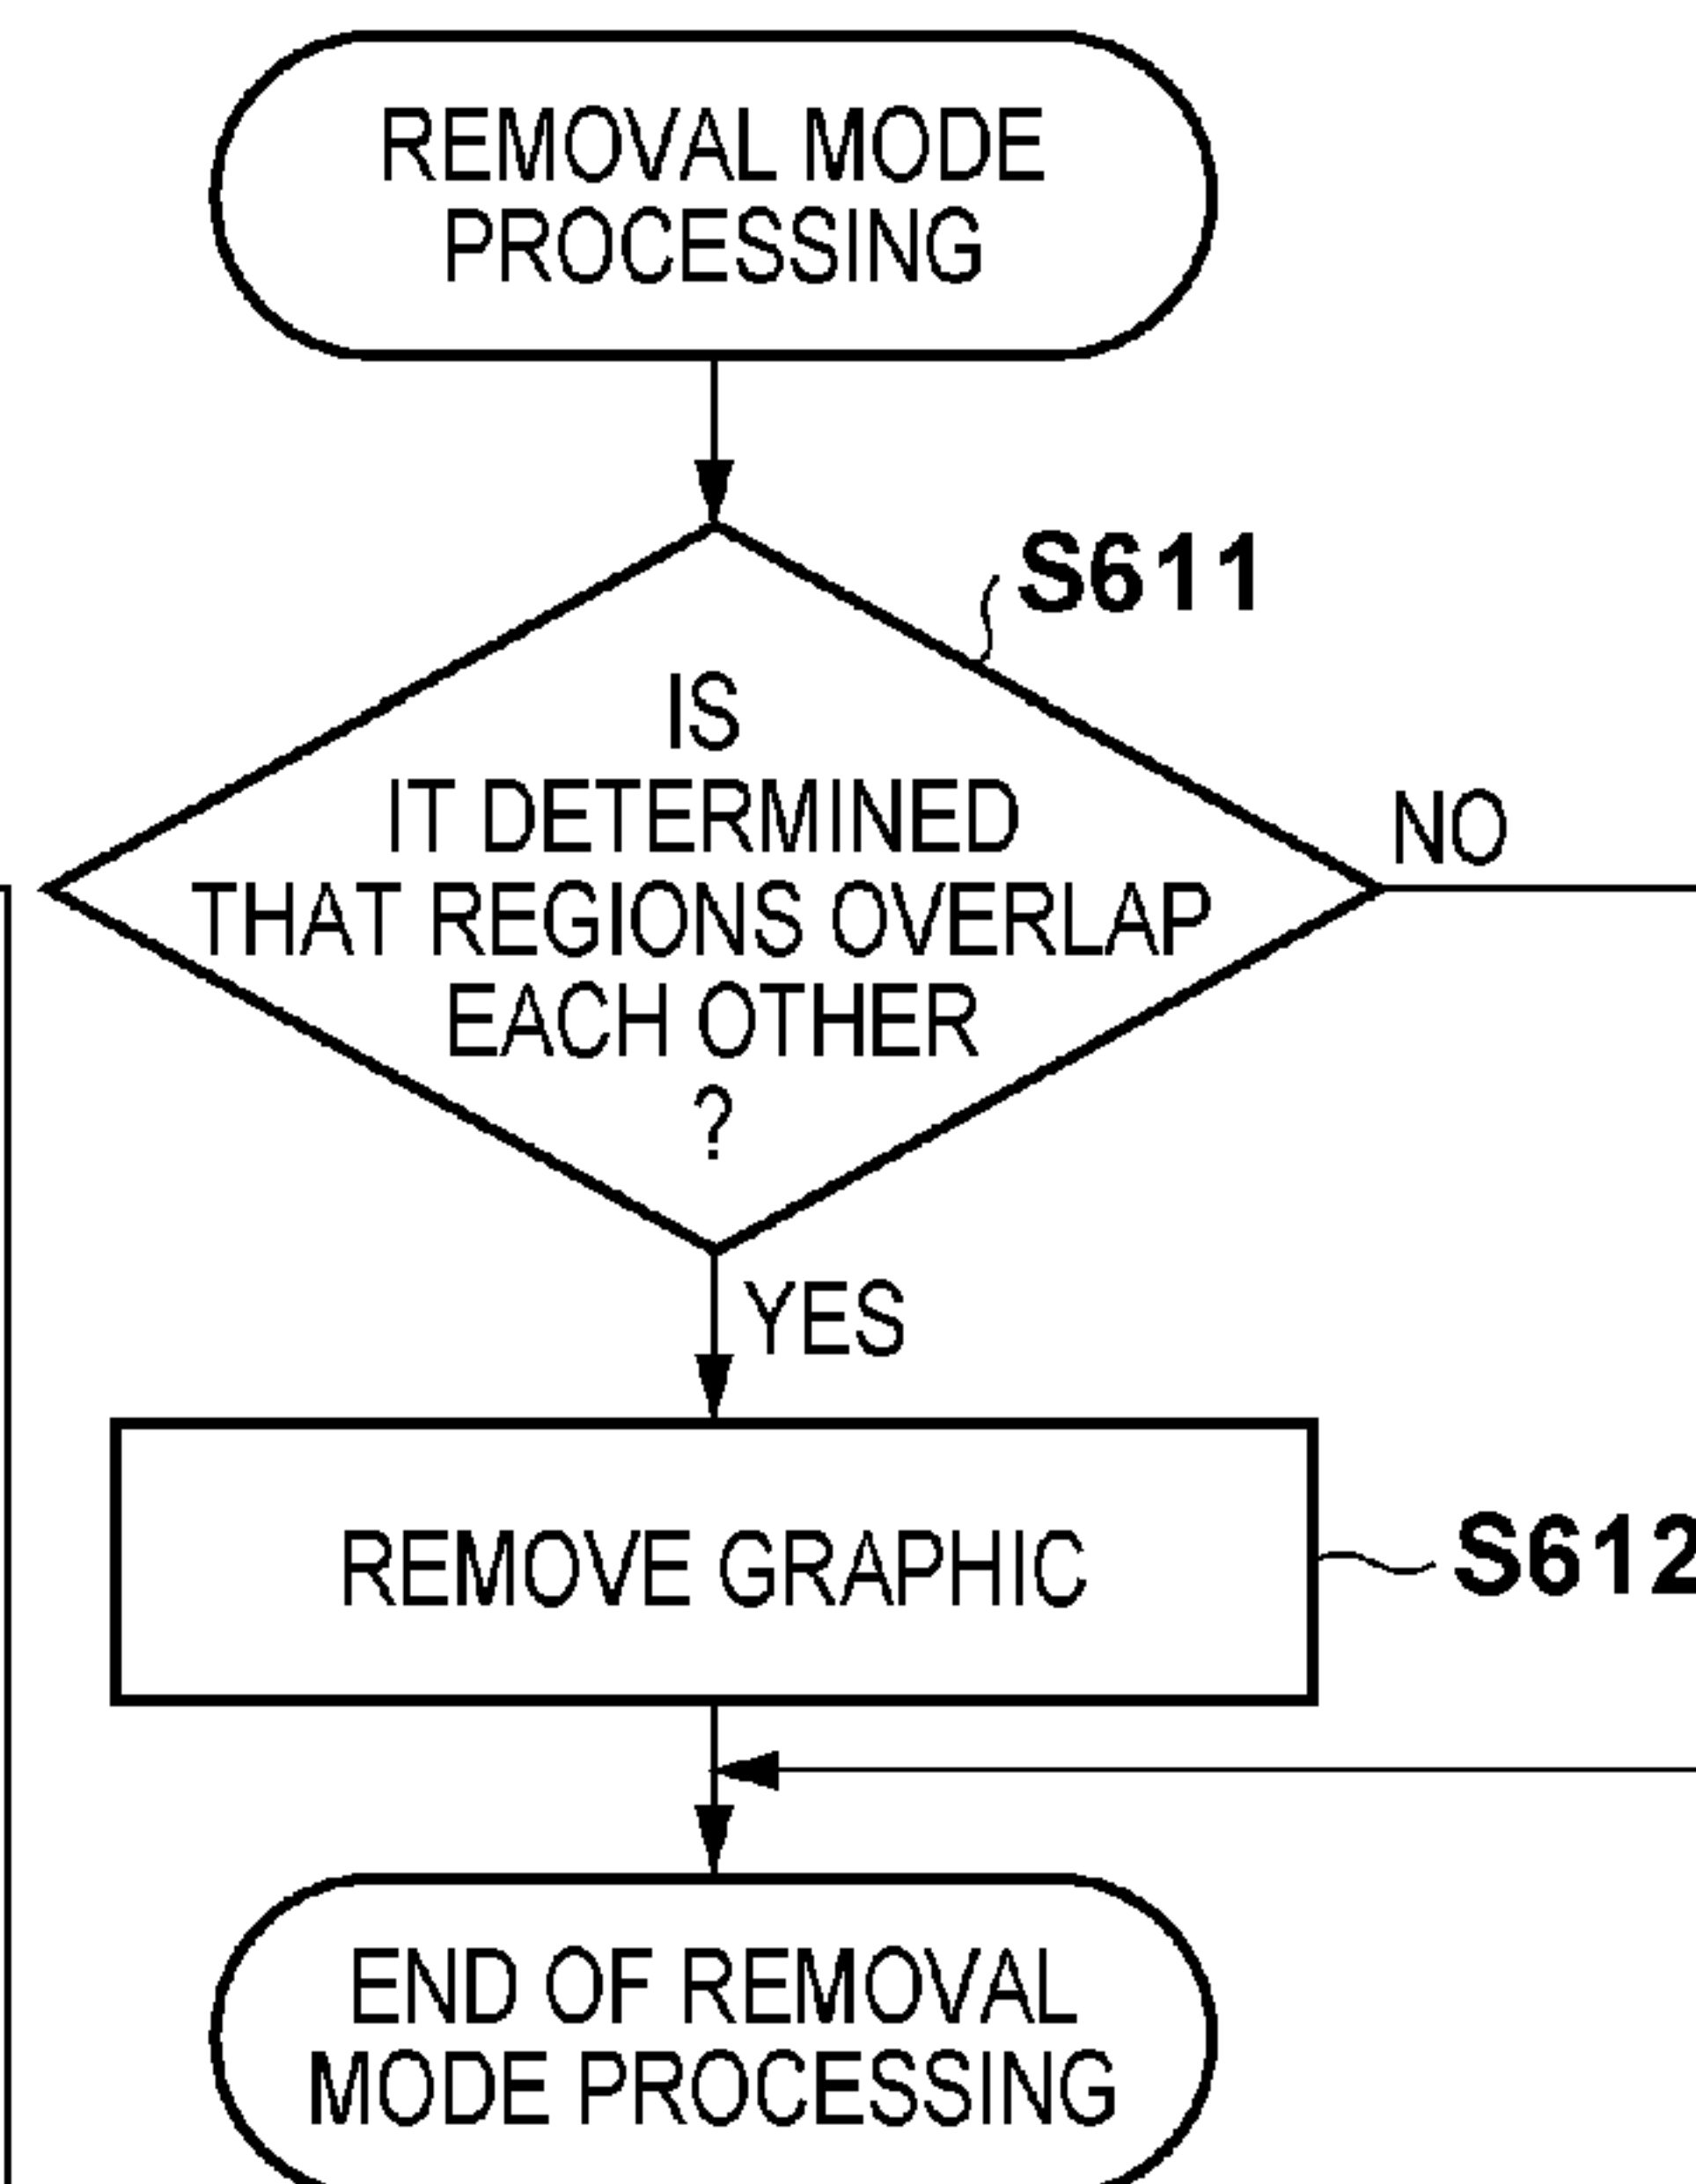 REMOVAL MODE
PROCESSING
S611
IS
IT DETERMINED
THAT REGIONS OVERLAP
EACH OTHER
?
NO
YES
REMOVE GRAPHIC
S612
END OF REMOVAL
MODE PROCESSING